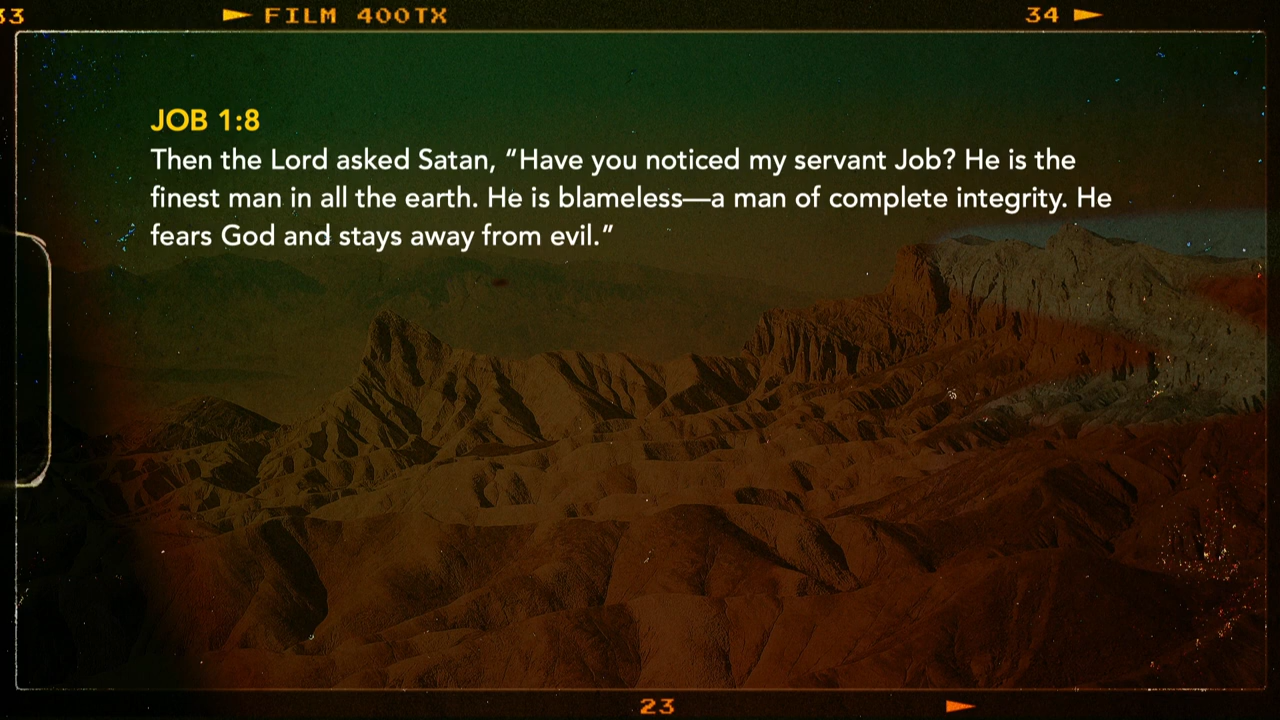 33 ► FILM 400TX 34 ►
JOB 1:8
Then the Lord asked Satan, “Have you noticed my servant Job? He is the
finest man in all the earth. He is blameless—a man of complete integrity. He
fears God and stays away from evil.”
23 ►